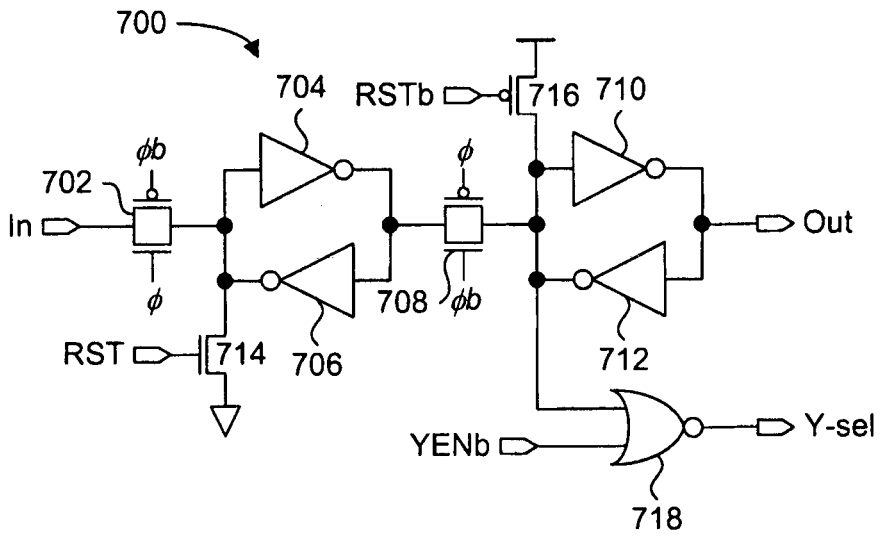 700
704
RSTb
716
710
ϕb
702
ϕ
In
Out
ϕ
708
ϕb
RST
714
706
712
YENb
Y-sel
718